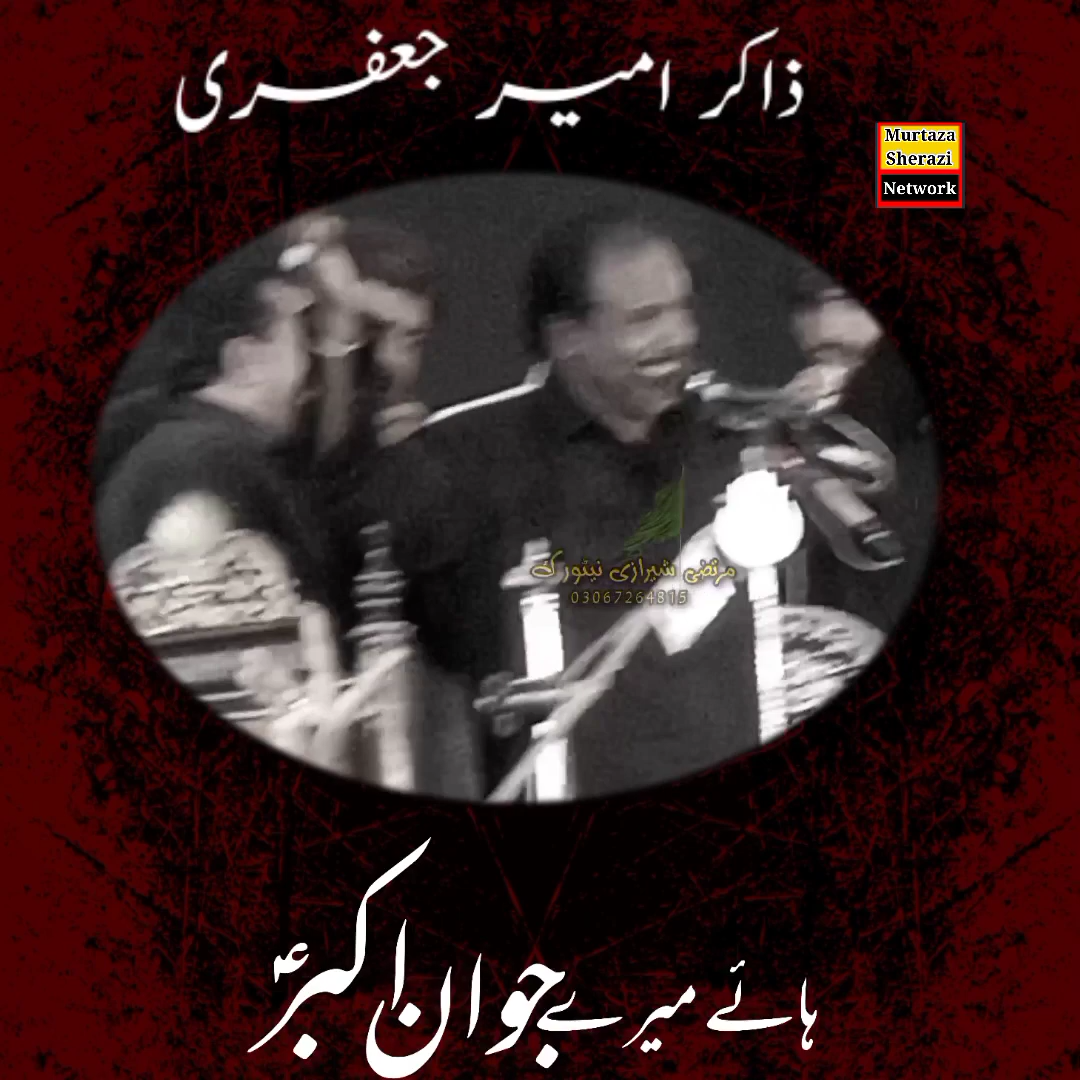 ذاکر امیر جعفری
Murtaza
Sherazi
Network
مرتضی شیرازی نیٹورک
03067264815
ہائے میرے جوان اکبرؑ